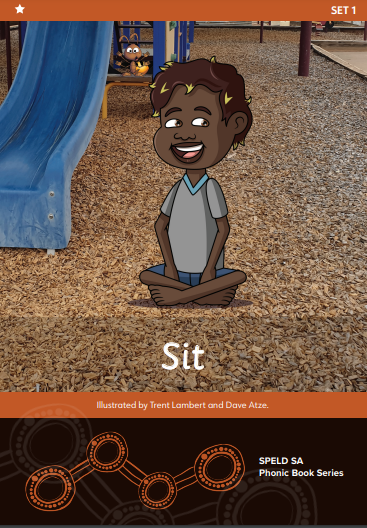 SET 1
Sit
Illustrated by Trent Lambert and Dave Atze.
SPELD SA
Phonic Book Series